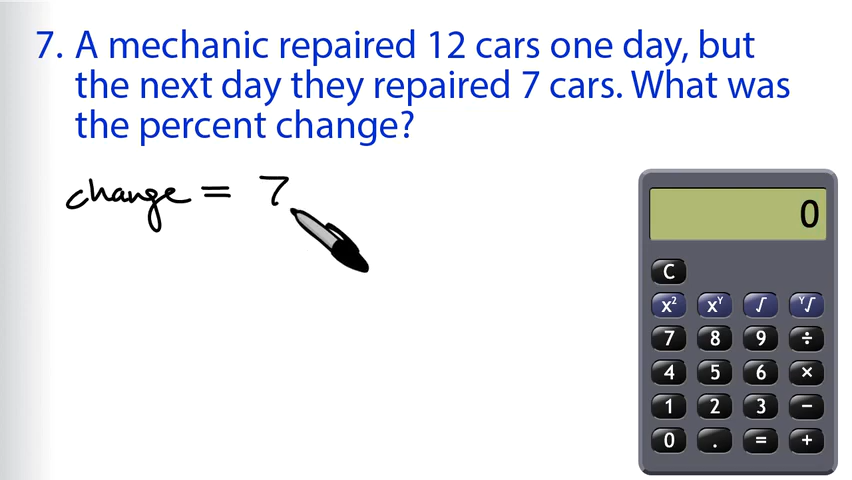 7. A mechanic repaired 12 cars one day, but
the next day they repaired 7 cars. What was
the percent change?
change = 7
0
C
x² xʸ √ ʸ√
7 8 9 ÷
4 5 6 ×
1 2 3 −
0 . = +